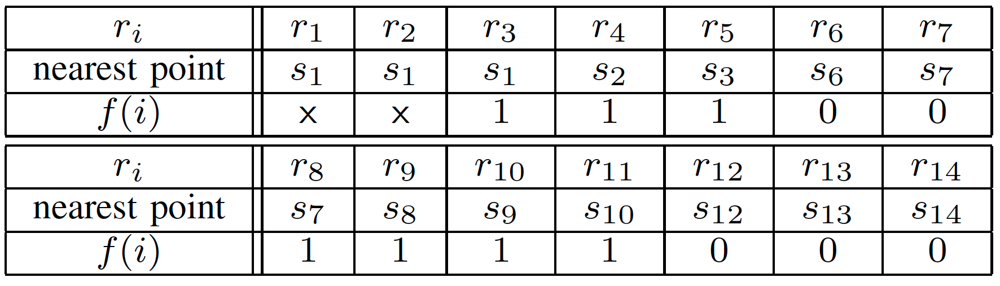 r_i r_1 r_2 r_3 r_4 r_5 r_6 r_7
nearest point s_1 s_1 s_1 s_2 s_3 s_6 s_7
f(i) x x 1 1 1 0 0
r_i r_8 r_9 r_10 r_11 r_12 r_13 r_14
nearest point s_7 s_8 s_9 s_10 s_12 s_13 s_14
f(i) 1 1 1 1 0 0 0